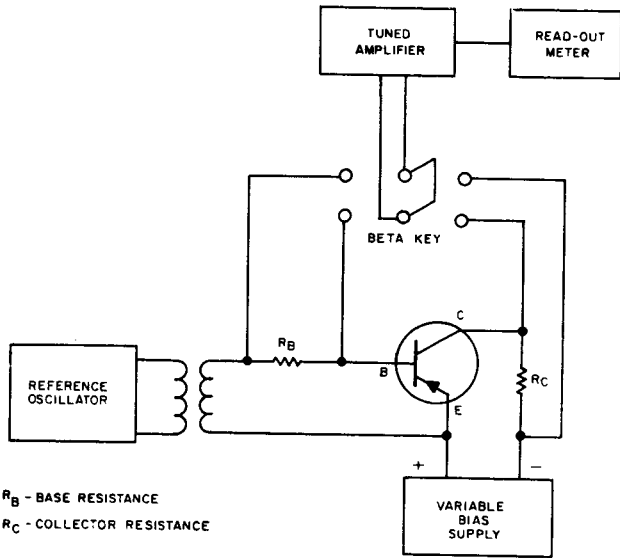 TUNED
AMPLIFIER
READ-OUT
METER
BETA KEY
C
RB
B
E
RC
REFERENCE
OSCILLATOR
+
−
VARIABLE
BIAS
SUPPLY
RB - BASE RESISTANCE
RC - COLLECTOR RESISTANCE